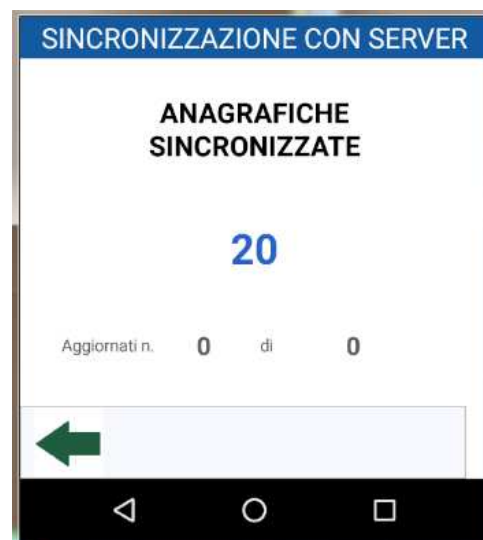 SINCRONIZZAZIONE CON SERVER
ANAGRAFICHE
SINCRONIZZATE
20
Aggiornati n. 0 di 0